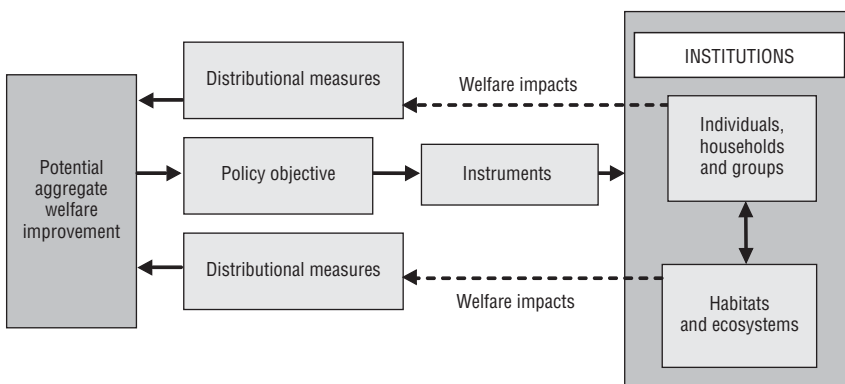 INSTITUTIONS
Distributional measures
Welfare impacts
Individuals,
households
and groups
Potential
aggregate
welfare
improvement
Policy objective
Instruments
Distributional measures
Welfare impacts
Habitats
and ecosystems